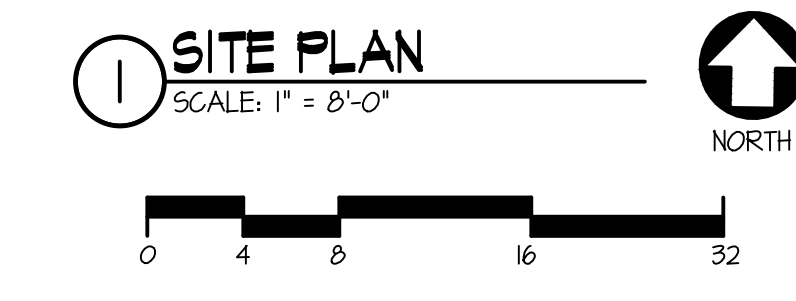 1
SITE PLAN
SCALE: 1" = 8'-0"
NORTH
0 4 8 16 32